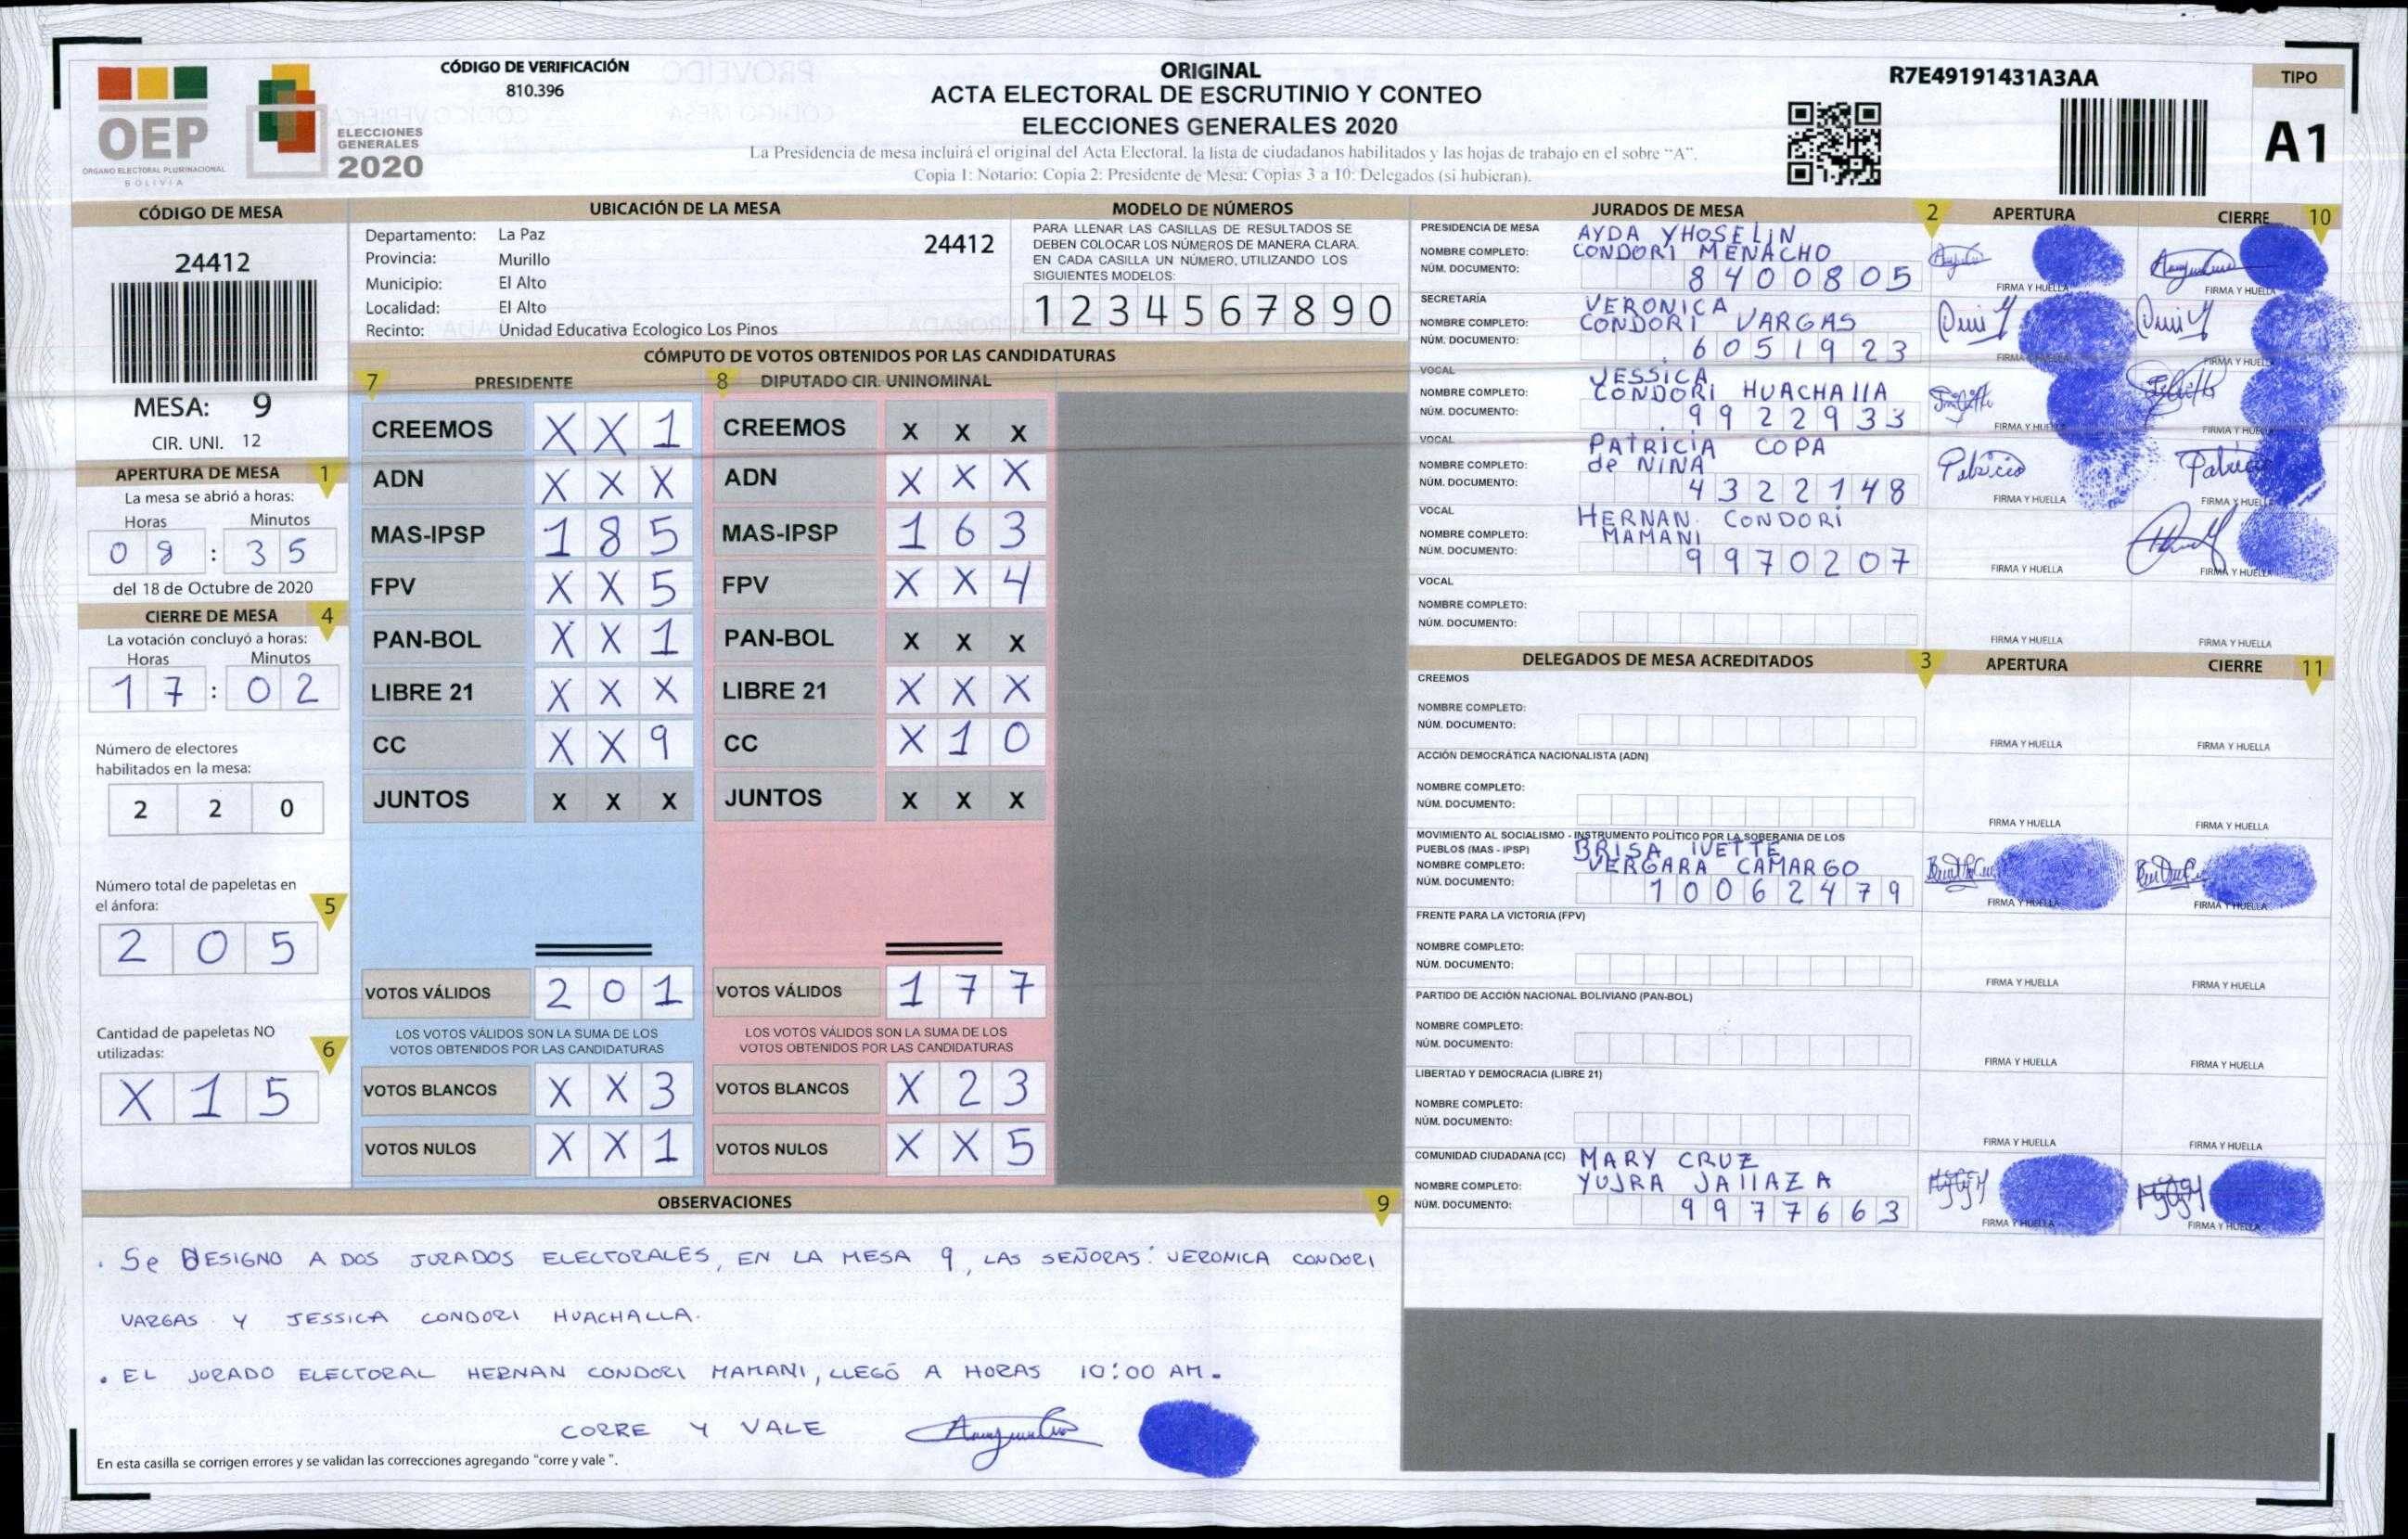 OEP
ÓRGANO ELECTORAL PLURINACIONAL
BOLIVIA
ELECCIONES
GENERALES
2020
CÓDIGO DE VERIFICACIÓN
810.396
ORIGINAL
ACTA ELECTORAL DE ESCRUTINIO Y CONTEO
ELECCIONES GENERALES 2020
La Presidencia de mesa incluirá el original del Acta Electoral, la lista de ciudadanos habilitados y las hojas de trabajo en el sobre "A".
Copia 1: Notario: Copia 2: Presidente de Mesa: Copias 3 a 10: Delegados (si hubieran).
R7E49191431A3AA
TIPO
A1
CÓDIGO DE MESA
24412
MESA: 9
CIR. UNI. 12
APERTURA DE MESA 1
La mesa se abrió a horas:
Horas Minutos
08 : 35
del 18 de Octubre de 2020
CIERRE DE MESA 4
La votación concluyó a horas:
Horas Minutos
17 : 02
Número de electores
habilitados en la mesa:
2 2 0
Número total de papeletas en
el ánfora: 5
2 0 5
Cantidad de papeletas NO
utilizadas: 6
X 1 5
UBICACIÓN DE LA MESA
Departamento: La Paz 24412
Provincia: Murillo
Municipio: El Alto
Localidad: El Alto
Recinto: Unidad Educativa Ecologico Los Pinos
MODELO DE NÚMEROS
PARA LLENAR LAS CASILLAS DE RESULTADOS SE
DEBEN COLOCAR LOS NÚMEROS DE MANERA CLARA.
EN CADA CASILLA UN NÚMERO, UTILIZANDO LOS
SIGUIENTES MODELOS:
1 2 3 4 5 6 7 8 9 0
CÓMPUTO DE VOTOS OBTENIDOS POR LAS CANDIDATURAS
7 PRESIDENTE 8 DIPUTADO CIR. UNINOMINAL
CREEMOS X X 1 CREEMOS X X X
ADN X X X ADN X X X
MAS-IPSP 1 8 5 MAS-IPSP 1 6 3
FPV X X 5 FPV X X 4
PAN-BOL X X 1 PAN-BOL X X X
LIBRE 21 X X X LIBRE 21 X X X
CC X X 9 CC X 1 0
JUNTOS X X X JUNTOS X X X
VOTOS VÁLIDOS 2 0 1 VOTOS VÁLIDOS 1 7 7
LOS VOTOS VÁLIDOS SON LA SUMA DE LOS LOS VOTOS VÁLIDOS SON LA SUMA DE LOS
VOTOS OBTENIDOS POR LAS CANDIDATURAS VOTOS OBTENIDOS POR LAS CANDIDATURAS
VOTOS BLANCOS X X 3 VOTOS BLANCOS X 2 3
VOTOS NULOS X X 1 VOTOS NULOS X X 5
OBSERVACIONES 9
. Se DESIGNO A DOS JURADOS ELECTORALES, EN LA MESA 9, LAS SEÑORAS: VERONICA CONDORI
VARGAS Y JESSICA CONDORI HUACHALLA.
. EL JURADO ELECTORAL HERNAN CONDORI MAMANI, LLEGÓ A HORAS 10:00 AM.
CORRE Y VALE
En esta casilla se corrigen errores y se validan las correcciones agregando "corre y vale ".
JURADOS DE MESA 2 APERTURA CIERRE 10
PRESIDENCIA DE MESA AYDA YHOSELIN
NOMBRE COMPLETO: CONDORI MENACHO
NÚM. DOCUMENTO: 8400805
FIRMA Y HUELLA FIRMA Y HUELLA
SECRETARÍA VERONICA
NOMBRE COMPLETO: CONDORI VARGAS
NÚM. DOCUMENTO: 6051923
FIRMA Y HUELLA FIRMA Y HUELLA
VOCAL JESSICA
NOMBRE COMPLETO: CONDORI HUACHALLA
NÚM. DOCUMENTO: 9922933
FIRMA Y HUELLA FIRMA Y HUELLA
VOCAL PATRICIA COPA
NOMBRE COMPLETO: de NINA Patricia
NÚM. DOCUMENTO: 4322148
FIRMA Y HUELLA FIRMA Y HUELLA
VOCAL HERNAN. CONDORI
NOMBRE COMPLETO: MAMANI
NÚM. DOCUMENTO: 9970207
FIRMA Y HUELLA FIRMA Y HUELLA
VOCAL
NOMBRE COMPLETO:
NÚM. DOCUMENTO:
FIRMA Y HUELLA FIRMA Y HUELLA
DELEGADOS DE MESA ACREDITADOS 3 APERTURA CIERRE 11
CREEMOS
NOMBRE COMPLETO:
NÚM. DOCUMENTO:
FIRMA Y HUELLA FIRMA Y HUELLA
ACCIÓN DEMOCRÁTICA NACIONALISTA (ADN)
NOMBRE COMPLETO:
NÚM. DOCUMENTO:
FIRMA Y HUELLA FIRMA Y HUELLA
MOVIMIENTO AL SOCIALISMO - INSTRUMENTO POLÍTICO POR LA SOBERANIA DE LOS
PUEBLOS (MAS - IPSP) BRISA IVETTE
NOMBRE COMPLETO: VERGARA CAMARGO
NÚM. DOCUMENTO: 10062479
FIRMA Y HUELLA FIRMA Y HUELLA
FRENTE PARA LA VICTORIA (FPV)
NOMBRE COMPLETO:
NÚM. DOCUMENTO:
FIRMA Y HUELLA FIRMA Y HUELLA
PARTIDO DE ACCIÓN NACIONAL BOLIVIANO (PAN-BOL)
NOMBRE COMPLETO:
NÚM. DOCUMENTO:
FIRMA Y HUELLA FIRMA Y HUELLA
LIBERTAD Y DEMOCRACIA (LIBRE 21)
NOMBRE COMPLETO:
NÚM. DOCUMENTO:
FIRMA Y HUELLA FIRMA Y HUELLA
COMUNIDAD CIUDADANA (CC) MARY CRUZ
NOMBRE COMPLETO: YUJRA JALLAZA
NÚM. DOCUMENTO: 9977663
FIRMA Y HUELLA FIRMA Y HUELLA